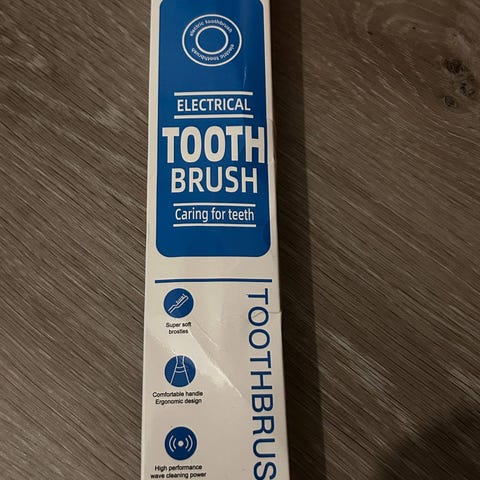 electric toothbrush
electric toothbrush
ELECTRICAL
TOOTH
BRUSH
Caring for teeth
TOOTHBRUS
Super soft
brostles
Comfortable handle
Ergonomic design
High performance
wave cleaning power